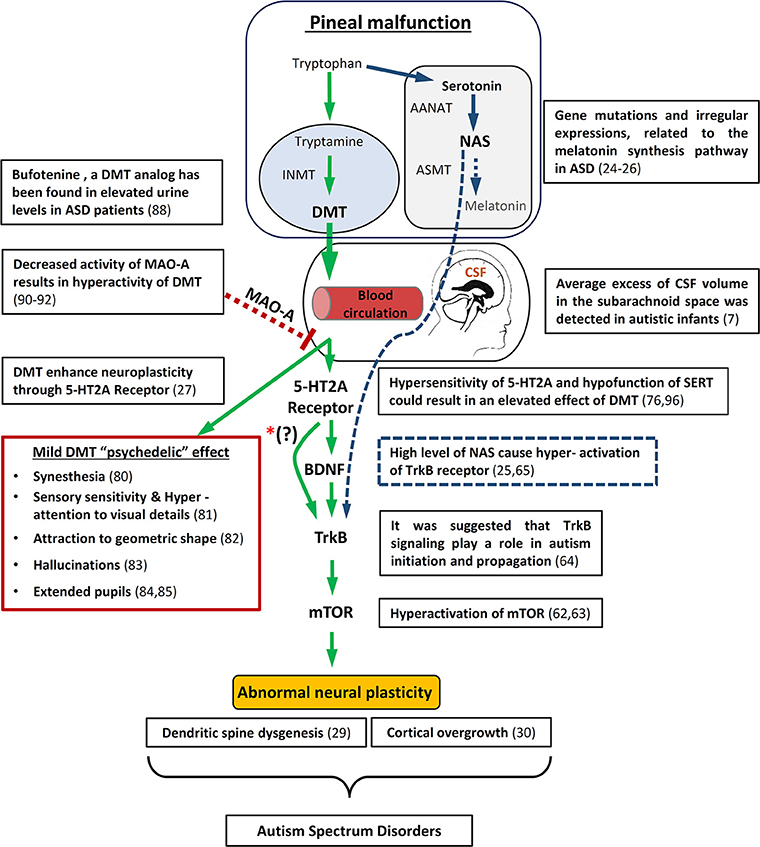 Pineal malfunction
Tryptophan
Serotonin
AANAT
NAS
ASMT
Melatonin
Tryptamine
INMT
DMT
Gene mutations and irregular
expressions, related to the
melatonin synthesis pathway
in ASD (24-26)
Bufotenine , a DMT analog has
been found in elevated urine
levels in ASD patients (88)
Decreased activity of MAO-A
results in hyperactivity of DMT
(90-92)
MAO-A
Blood
circulation
CSF
Average excess of CSF volume
in the subarachnoid space was
detected in autistic infants (7)
DMT enhance neuroplasticity
through 5-HT2A Receptor (27)
5-HT2A
Receptor
Hypersensitivity of 5-HT2A and hypofunction of SERT
could result in an elevated effect of DMT (76,96)
*(?)
BDNF
High level of NAS cause hyper- activation
of TrkB receptor (25,65)
Mild DMT “psychedelic” effect
• Synesthesia (80)
• Sensory sensitivity & Hyper -
attention to visual details (81)
• Attraction to geometric shape (82)
• Hallucinations (83)
• Extended pupils (84,85)
TrkB
It was suggested that TrkB
signaling play a role in autism
initiation and propagation (64)
mTOR
Hyperactivation of mTOR (62,63)
Abnormal neural plasticity
Dendritic spine dysgenesis (29)
Cortical overgrowth (30)
Autism Spectrum Disorders